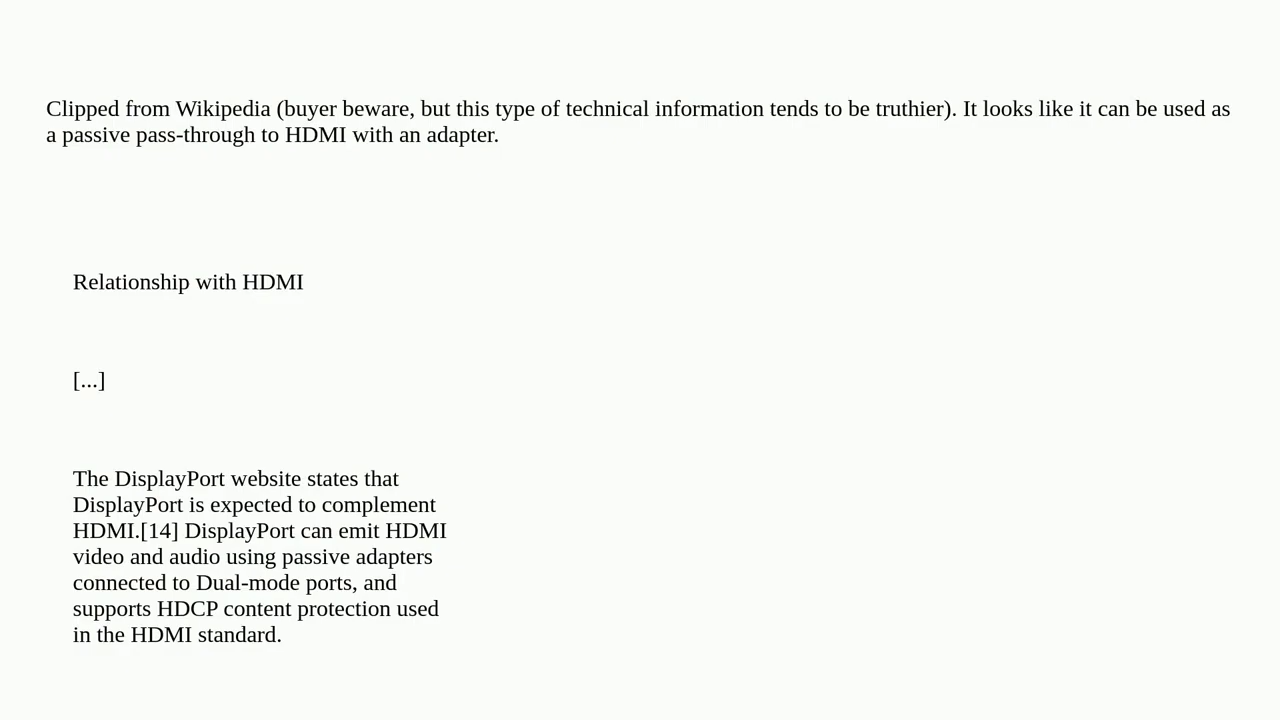 Clipped from Wikipedia (buyer beware, but this type of technical information tends to be truthier). It looks like it can be used as
a passive pass-through to HDMI with an adapter.
Relationship with HDMI
[...]
The DisplayPort website states that
DisplayPort is expected to complement
HDMI.[14] DisplayPort can emit HDMI
video and audio using passive adapters
connected to Dual-mode ports, and
supports HDCP content protection used
in the HDMI standard.